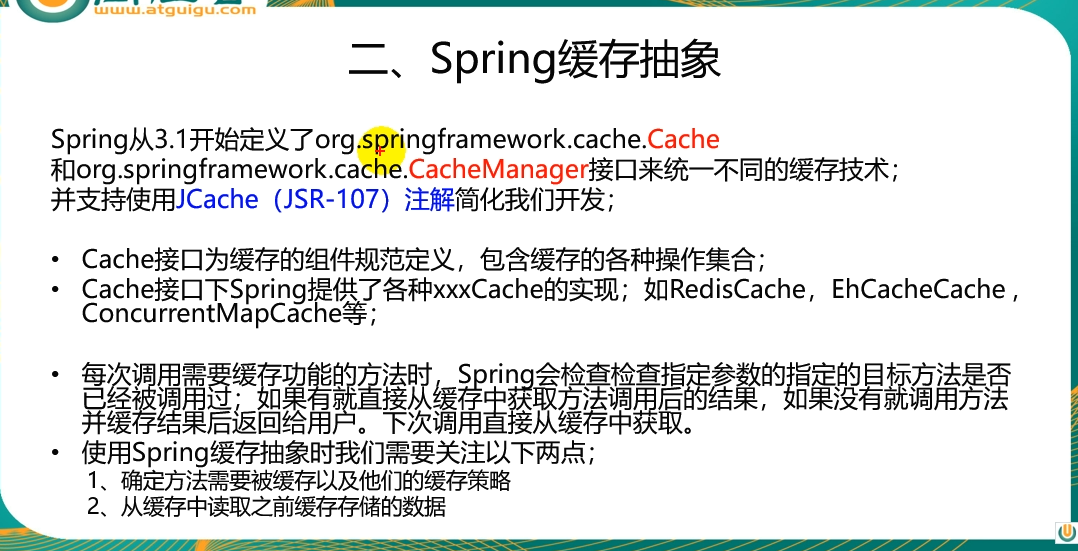 www.atguigu.com
二、Spring缓存抽象
Spring从3.1开始定义了org.springframework.cache.Cache
和org.springframework.cache.CacheManager接口来统一不同的缓存技术；
并支持使用JCache（JSR-107）注解简化我们开发；
• Cache接口为缓存的组件规范定义，包含缓存的各种操作集合；
• Cache接口下Spring提供了各种xxxCache的实现；如RedisCache，EhCacheCache ,
ConcurrentMapCache等；
• 每次调用需要缓存功能的方法时，Spring会检查检查指定参数的指定的目标方法是否
已经被调用过；如果有就直接从缓存中获取方法调用后的结果，如果没有就调用方法
并缓存结果后返回给用户。下次调用直接从缓存中获取。
• 使用Spring缓存抽象时我们需要关注以下两点；
1、确定方法需要被缓存以及他们的缓存策略
2、从缓存中读取之前缓存存储的数据